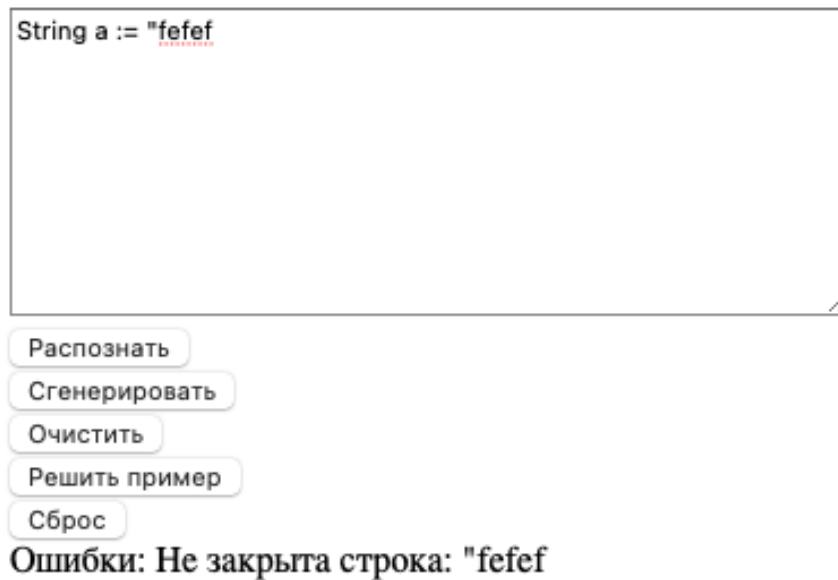 String a := "fefef
Распознать
Сгенерировать
Очистить
Решить пример
Сброс
Ошибки: Не закрыта строка: "fefef